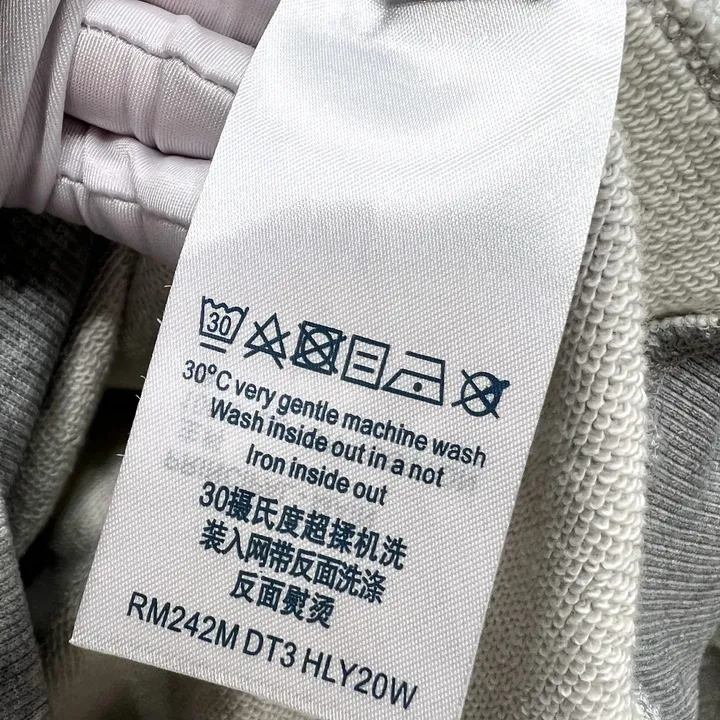 30
30°C very gentle machine wash
Wash inside out in a not
Iron inside out
30摄氏度超揉机洗
装入网带反面洗涤
反面熨烫
RM242M DT3 HLY20W